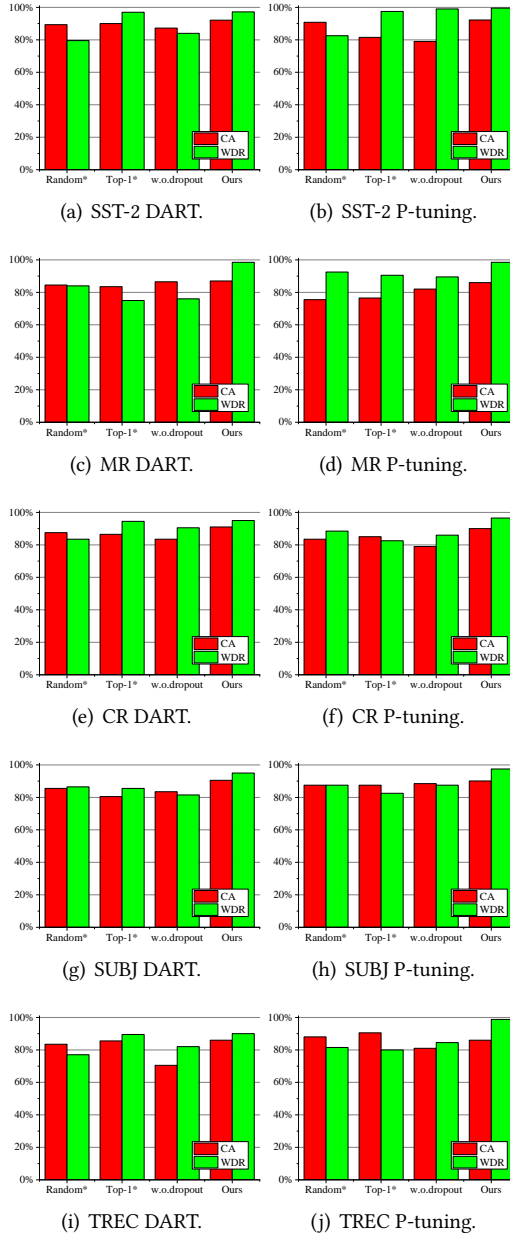 100%
80%
60%
40%
20%
0%
CA
WDR
Random* Top-1* w.o.dropout Ours
(a) SST-2 DART.
100%
80%
60%
40%
20%
0%
CA
WDR
Random* Top-1* w.o.dropout Ours
(b) SST-2 P-tuning.
100%
80%
60%
40%
20%
0%
CA
WDR
Random* Top-1* w.o.dropout Ours
(c) MR DART.
100%
80%
60%
40%
20%
0%
CA
WDR
Random* Top-1* w.o.dropout Ours
(d) MR P-tuning.
100%
80%
60%
40%
20%
0%
CA
WDR
Random* Top-1* w.o.dropout Ours
(e) CR DART.
100%
80%
60%
40%
20%
0%
CA
WDR
Random* Top-1* w.o.dropout Ours
(f) CR P-tuning.
100%
80%
60%
40%
20%
0%
CA
WDR
Random* Top-1* w.o.dropout Ours
(g) SUBJ DART.
100%
80%
60%
40%
20%
0%
CA
WDR
Random* Top-1* w.o.dropout Ours
(h) SUBJ P-tuning.
100%
80%
60%
40%
20%
0%
CA
WDR
Random* Top-1* w.o.dropout Ours
(i) TREC DART.
100%
80%
60%
40%
20%
0%
CA
WDR
Random* Top-1* w.o.dropout Ours
(j) TREC P-tuning.